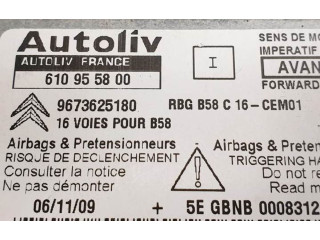 Autoliv
AUTOLIV FRANCE
610 95 58 00
I
SENS DE MO
IMPERATIF
AVAN
FORWARD
9673625180
RBG B58 C 16-CEM01
16 VOIES POUR B58
Airbags & Pretensionneurs
RISQUE DE DECLENCHEMENT
Consulter la notice
Ne pas démonter
Airbags & Preten
TRIGGERING HA
Do not re
Read m
06/11/09
+ 5E GBNB 0008312